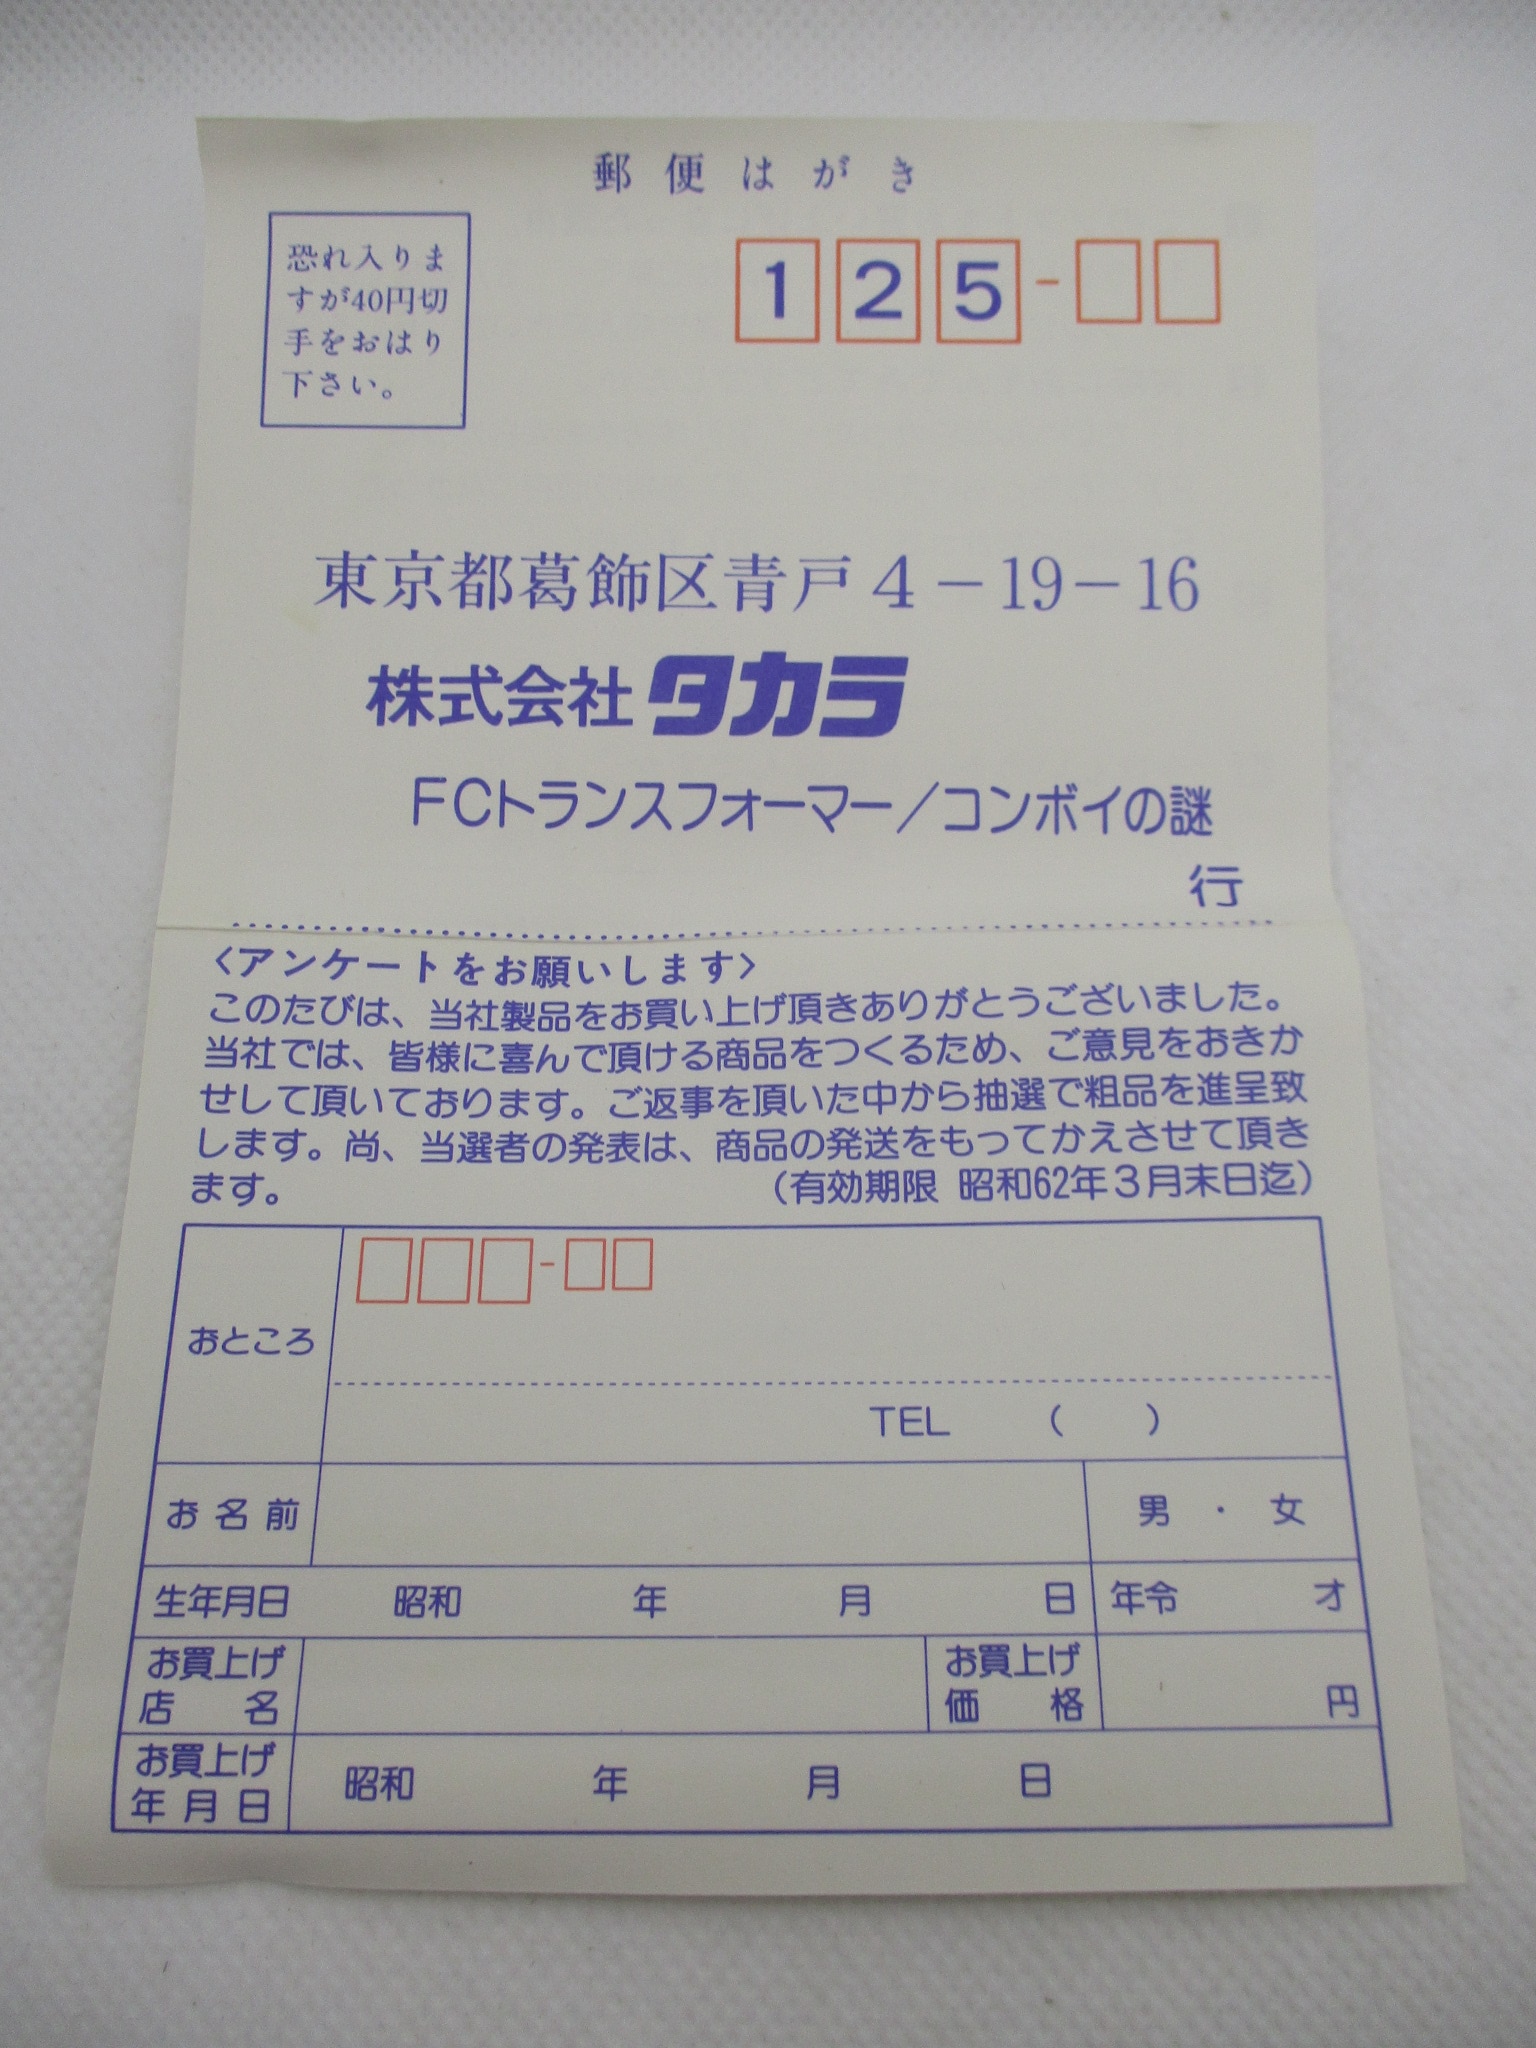 郵便はがき
恐れ入りま
すが40円切
手をおはり
下さい。
125-
東京都葛飾区青戸4-19-16
株式会社タカラ
FCトランスフォーマー/コンボイの謎
行
<アンケートをお願いします>
このたびは、当社製品をお買い上げ頂きありがとうございました。
当社では、皆様に喜んで頂ける商品をつくるため、ご意見をおきか
せして頂いております。ご返事を頂いた中から抽選で粗品を進呈致
します。尚、当選者の発表は、商品の発送をもってかえさせて頂き
ます。 (有効期限 昭和62年3月末日迄)
おところ
-
TEL ( )
お名前 男・女
生年月日 昭和 年 月 日 年令 才
お買上げ
店名
お買上げ
価格
円
お買上げ
年月日
昭和 年 月 日